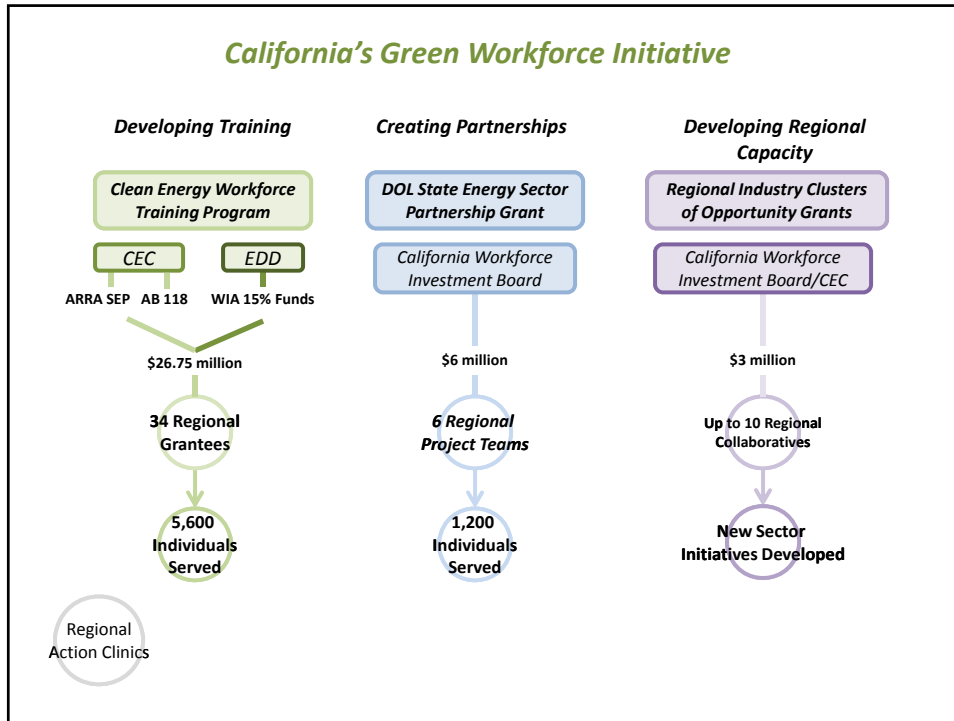 California’s Green Workforce Initiative
Developing Training
Clean Energy Workforce
Training Program
CEC
EDD
ARRA SEP
AB 118
WIA 15% Funds
$26.75 million
34 Regional
Grantees
5,600
Individuals
Served
Creating Partnerships
DOL State Energy Sector
Partnership Grant
California Workforce
Investment Board
$6 million
6 Regional
Project Teams
1,200
Individuals
Served
Developing Regional
Capacity
Regional Industry Clusters
of Opportunity Grants
California Workforce
Investment Board/CEC
$3 million
Up to 10 Regional
Collaboratives
New Sector
Initiatives Developed
Regional
Action Clinics